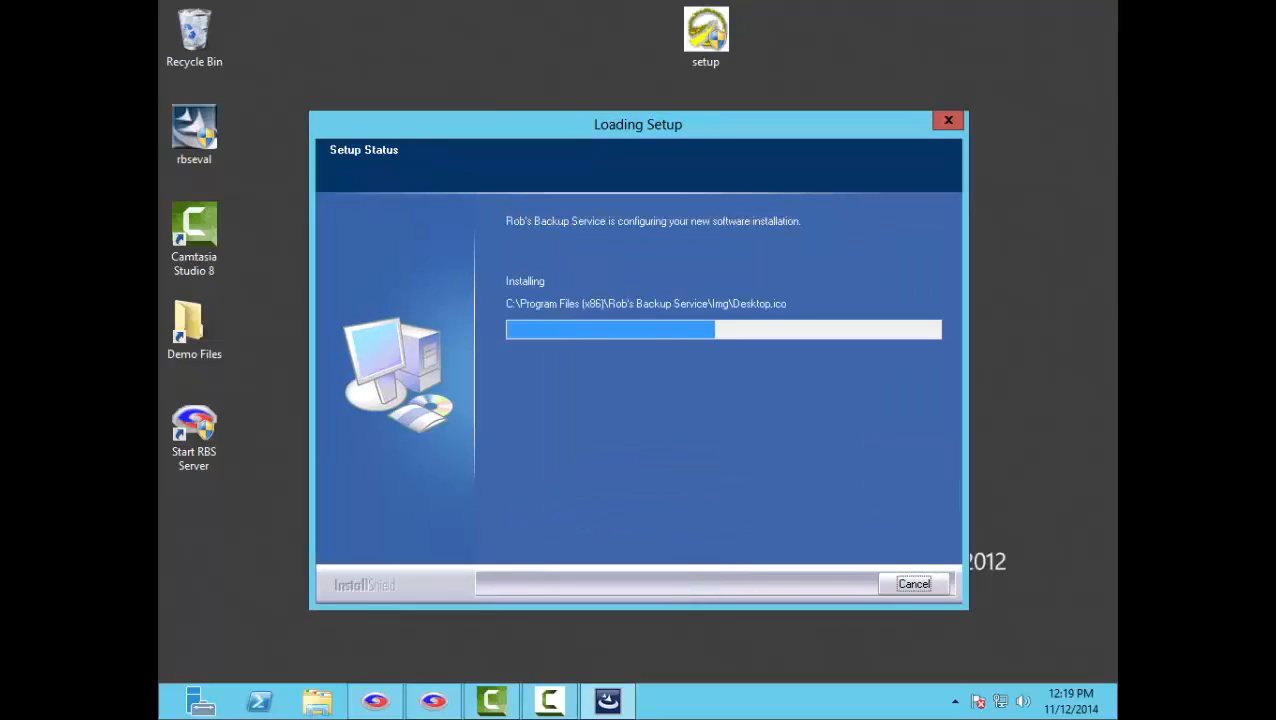 Recycle Bin
setup
rbseval
Camtasia
Studio 8
Demo Files
Start RBS
Server
Loading Setup
x
Setup Status
Rob's Backup Service is configuring your new software installation.
Installing
C:\Program Files (x86)\Rob's Backup Service\Img\Desktop.ico
InstallShield
Cancel
2012
12:19 PM
11/12/2014